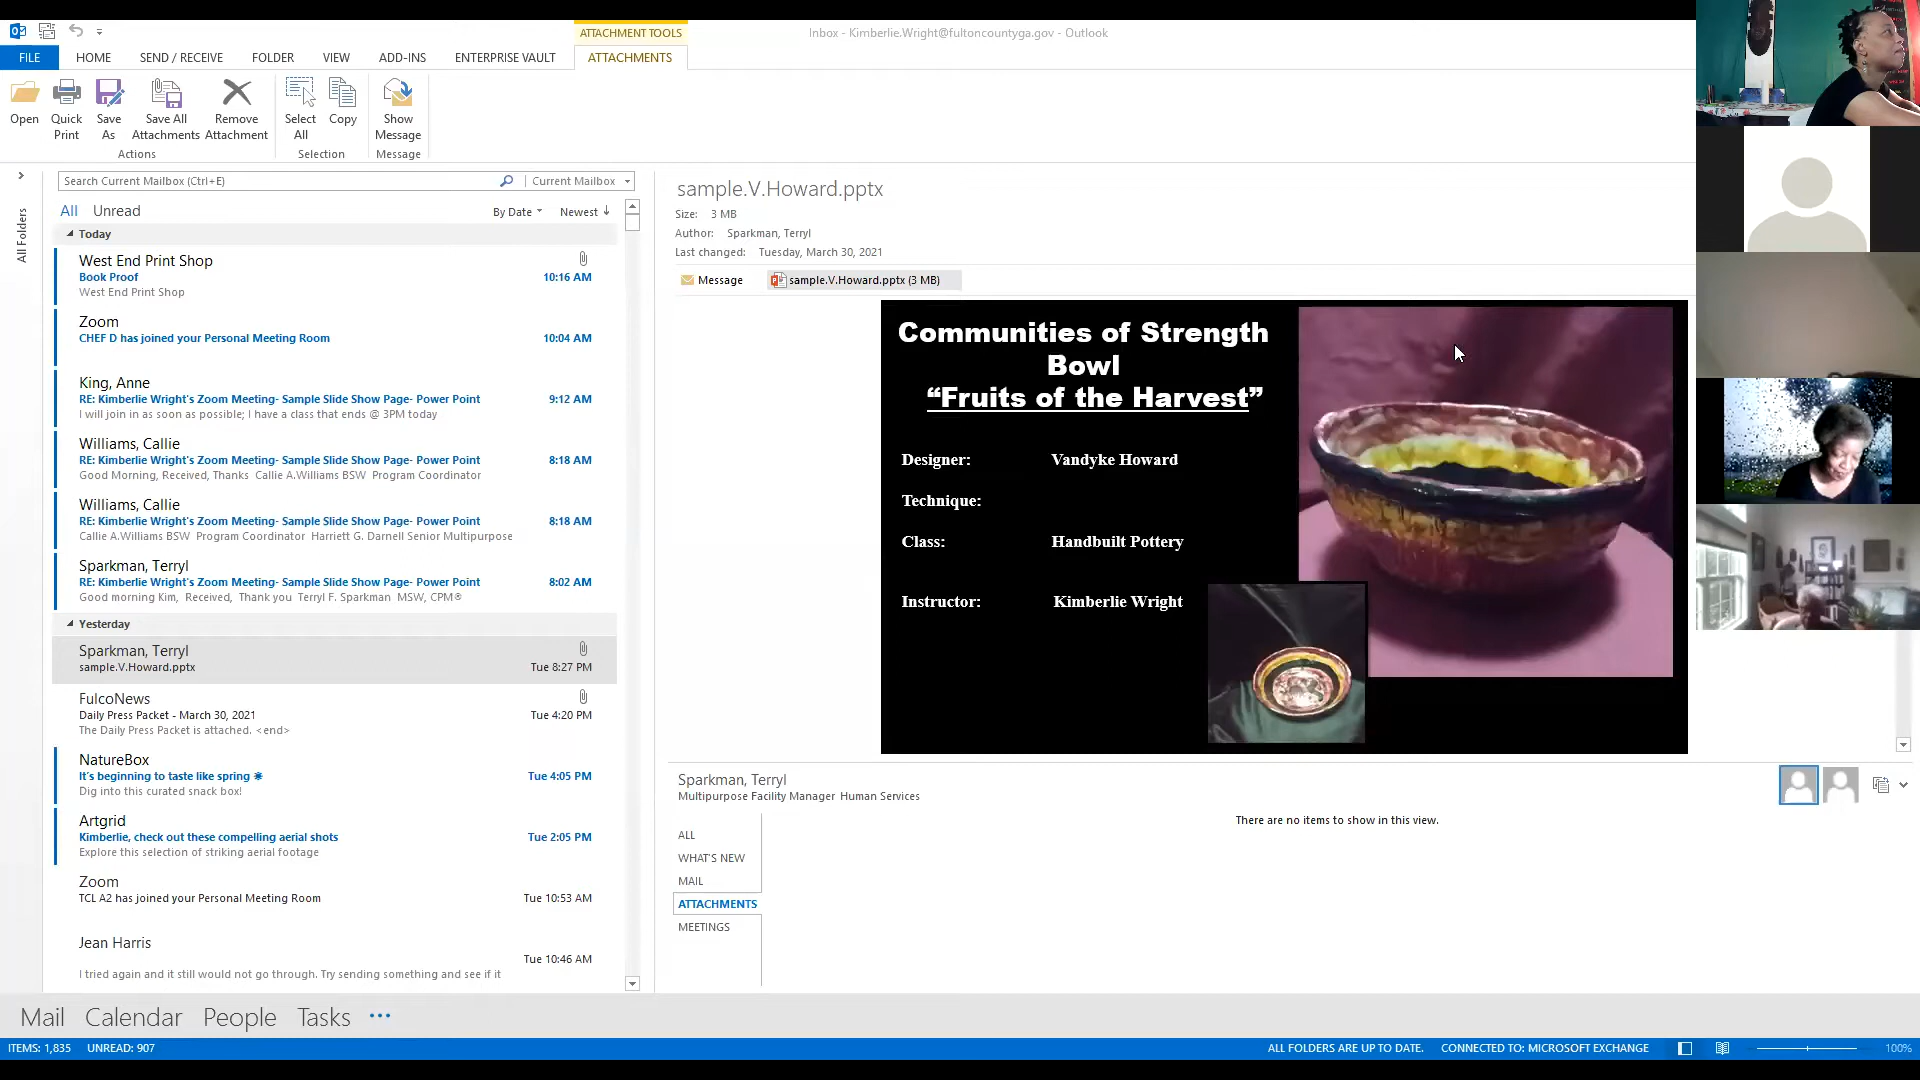 ATTACHMENT TOOLS
Inbox - Kimberlie.Wright@fultoncountyga.gov - Outlook
FILE HOME SEND / RECEIVE FOLDER VIEW ADD-INS ENTERPRISE VAULT ATTACHMENTS
Open
Quick Print
Save As
Save All Attachments
Remove Attachment
Select All
Copy
Show Message
Actions
Selection
Message
All Folders
Search Current Mailbox (Ctrl+E)
Current Mailbox
All Unread
By Date Newest
Today
West End Print Shop
Book Proof 10:16 AM
West End Print Shop
Zoom
CHEF D has joined your Personal Meeting Room 10:04 AM
King, Anne
RE: Kimberlie Wright's Zoom Meeting- Sample Slide Show Page- Power Point 9:12 AM
I will join in as soon as possible; I have a class that ends @ 3PM today
Williams, Callie
RE: Kimberlie Wright's Zoom Meeting- Sample Slide Show Page- Power Point 8:18 AM
Good Morning, Received, Thanks Callie A.Williams BSW Program Coordinator
Williams, Callie
RE: Kimberlie Wright's Zoom Meeting- Sample Slide Show Page- Power Point 8:18 AM
Callie A.Williams BSW Program Coordinator Harriett G. Darnell Senior Multipurpose
Sparkman, Terryl
RE: Kimberlie Wright's Zoom Meeting- Sample Slide Show Page- Power Point 8:02 AM
Good morning Kim, Received, Thank you Terryl F. Sparkman MSW, CPM®
Yesterday
Sparkman, Terryl
sample.V.Howard.pptx Tue 8:27 PM
FulcoNews
Daily Press Packet - March 30, 2021 Tue 4:20 PM
The Daily Press Packet is attached. <end>
NatureBox
It's beginning to taste like spring ☀ Tue 4:05 PM
Dig into this curated snack box!
Artgrid
Kimberlie, check out these compelling aerial shots Tue 2:05 PM
Explore this selection of striking aerial footage
Zoom
TCL A2 has joined your Personal Meeting Room Tue 10:53 AM
Jean Harris
Tue 10:46 AM
I tried again and it still would not go through. Try sending something and see if it
sample.V.Howard.pptx
Size: 3 MB
Author: Sparkman, Terryl
Last changed: Tuesday, March 30, 2021
Message
sample.V.Howard.pptx (3 MB)
Communities of Strength
Bowl
“Fruits of the Harvest”
Designer: Vandyke Howard
Technique:
Class: Handbuilt Pottery
Instructor: Kimberlie Wright
Sparkman, Terryl
Multipurpose Facility Manager Human Services
ALL
WHAT'S NEW
MAIL
ATTACHMENTS
MEETINGS
There are no items to show in this view.
Mail Calendar People Tasks ...
ITEMS: 1,835 UNREAD: 907
ALL FOLDERS ARE UP TO DATE. CONNECTED TO: MICROSOFT EXCHANGE 100%